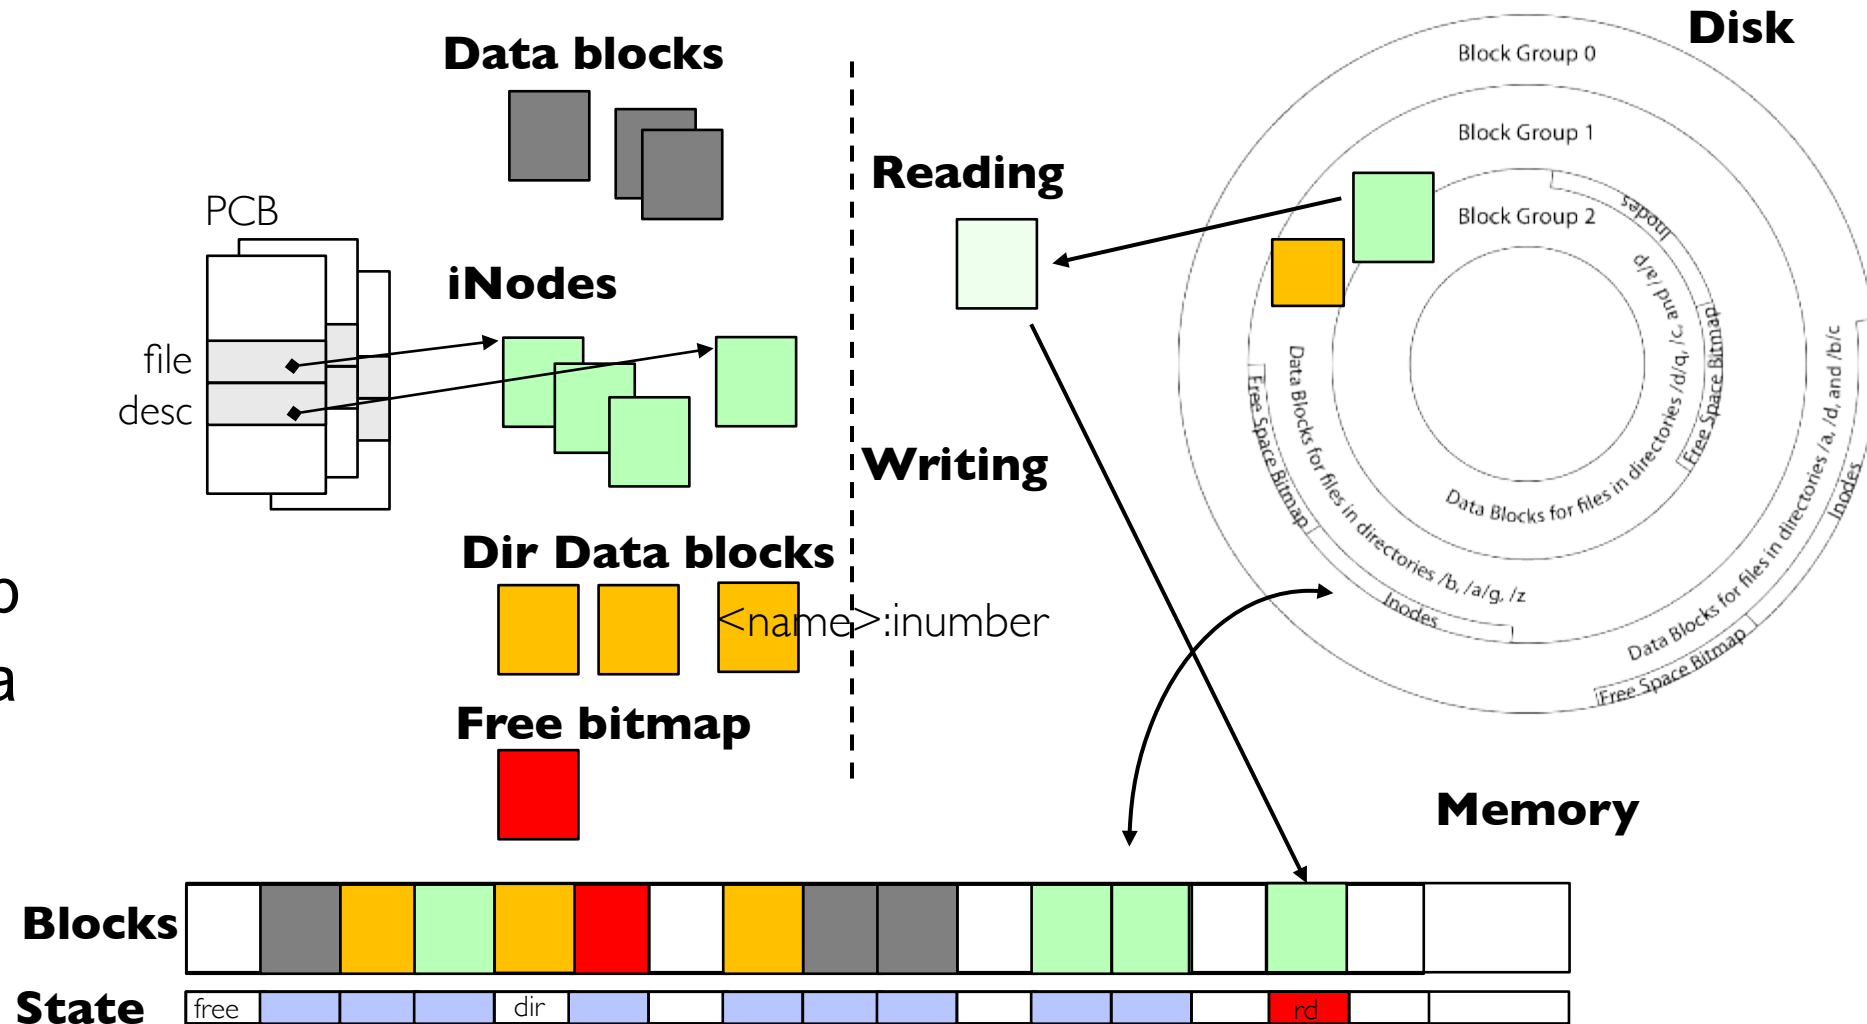 Data blocks
Disk
Block Group 0
Block Group 1
Reading
PCB
Block Group 2
Inodes
iNodes
file
desc
Data Blocks for files in directories /d/q, /c, and /a/p
Free Space Bitmap
Data Blocks for files in directories /b, /a/g, /z
Free Space Bitmap
Inodes
Data Blocks for files in directories /a, /d, and /b/c
Free Space Bitmap
Inodes
Writing
Dir Data blocks
<name>:inumber
a
Free bitmap
Memory
Blocks
State
free
dir
rd